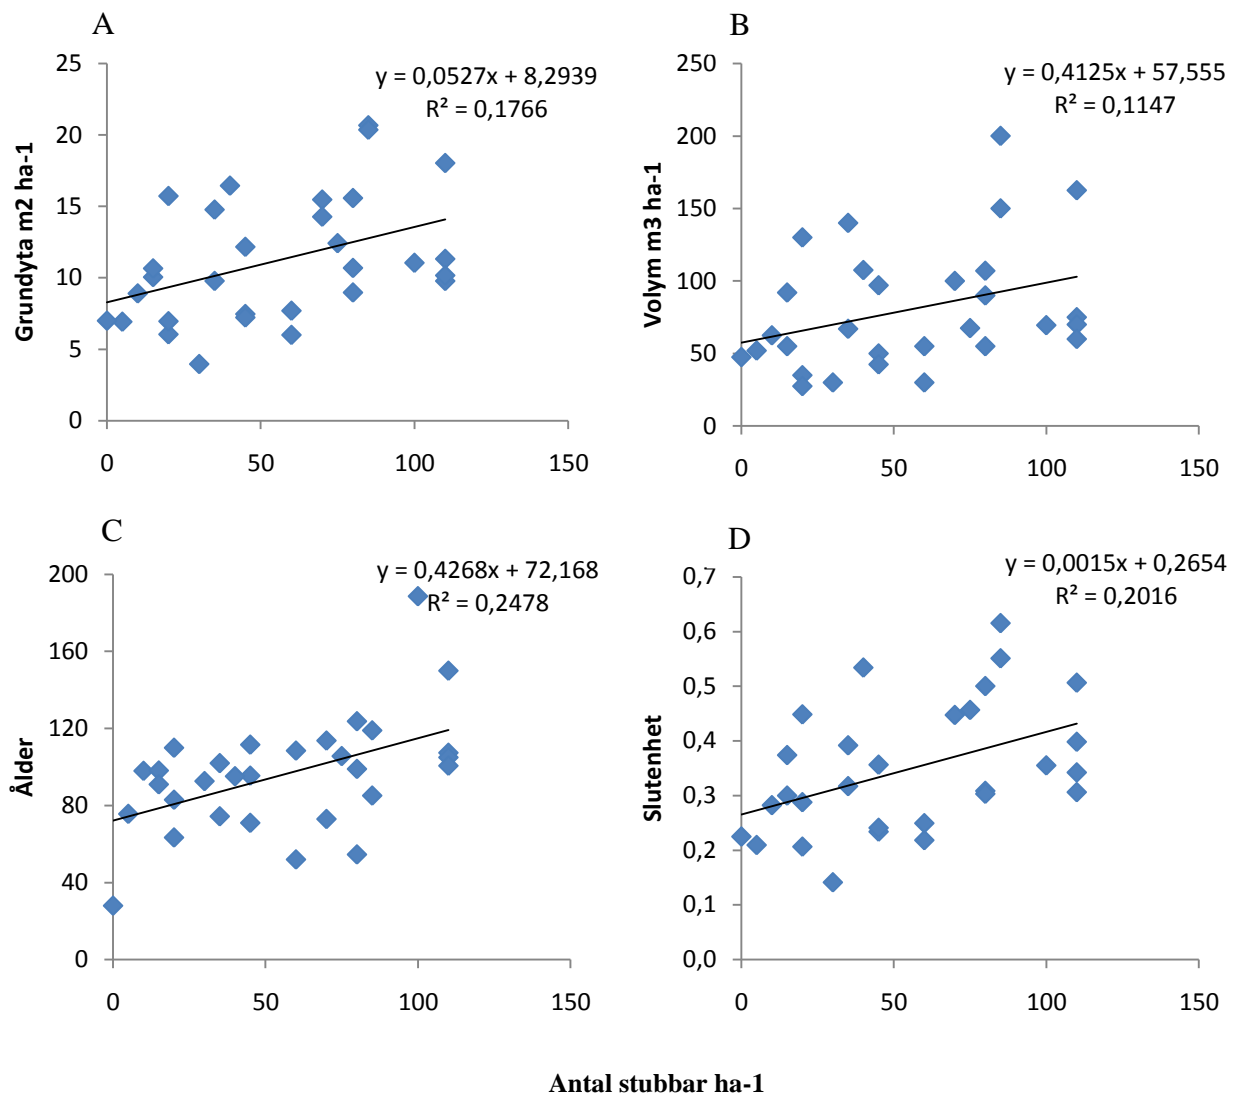 A
y = 0,0527x + 8,2939
R² = 0,1766
Grundyta m2 ha-1
25
20
15
10
5
0
0 50 100 150
B
y = 0,4125x + 57,555
R² = 0,1147
Volym m3 ha-1
250
200
150
100
50
0
0 50 100 150
C
y = 0,4268x + 72,168
R² = 0,2478
Ålder
200
160
120
80
40
0
0 50 100 150
D
y = 0,0015x + 0,2654
R² = 0,2016
Slutenhet
0,7
0,6
0,5
0,4
0,3
0,2
0,1
0,0
0 50 100 150
Antal stubbar ha-1